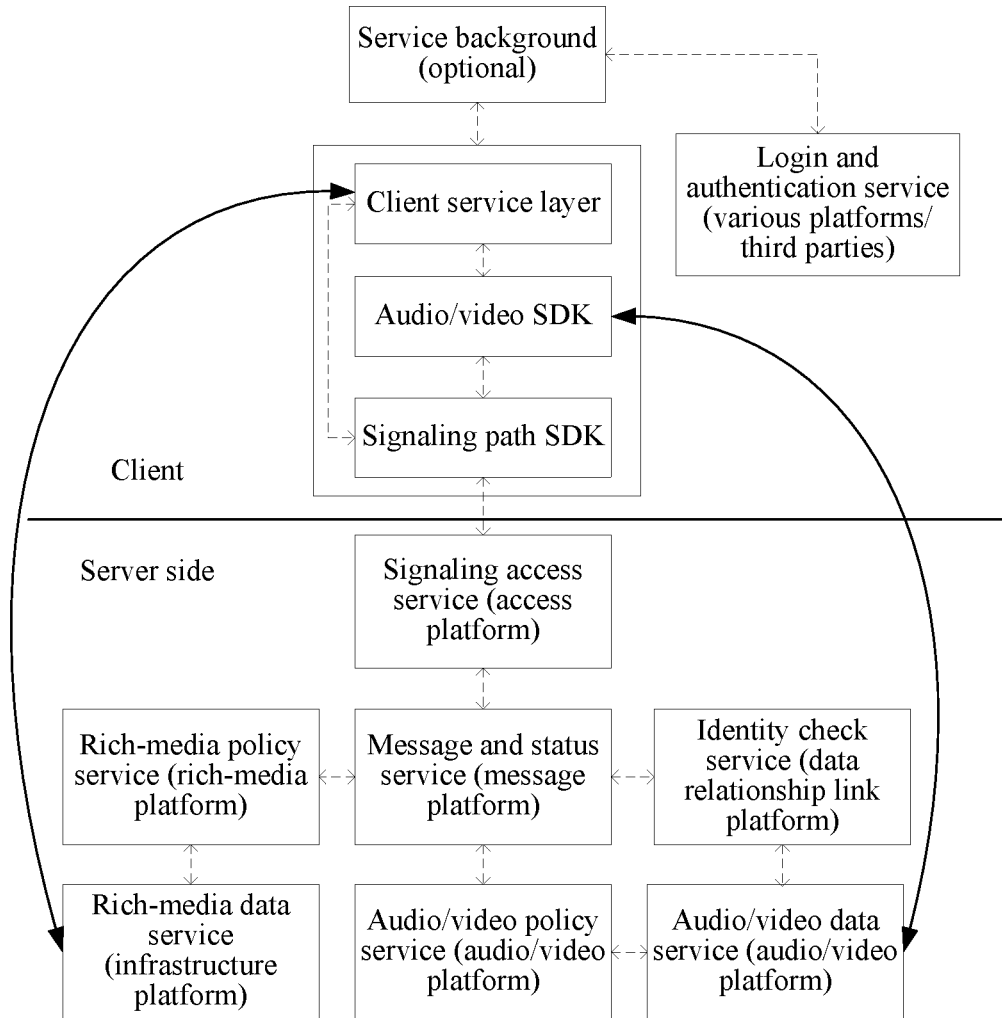 Service background
(optional)
Login and
authentication service
(various platforms/
third parties)
Client service layer
Audio/video SDK
Signaling path SDK
Client
Server side
Signaling access
service (access
platform)
Rich-media policy
service (rich-media
platform)
Message and status
service (message
platform)
Identity check
service (data
relationship link
platform)
Rich-media data
service
(infrastructure
platform)
Audio/video policy
service (audio/video
platform)
Audio/video data
service (audio/video
platform)